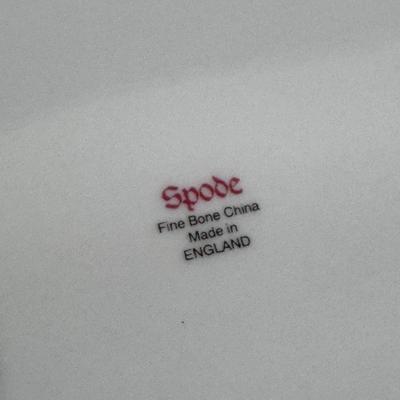 Spode
Fine Bone China
Made in
ENGLAND